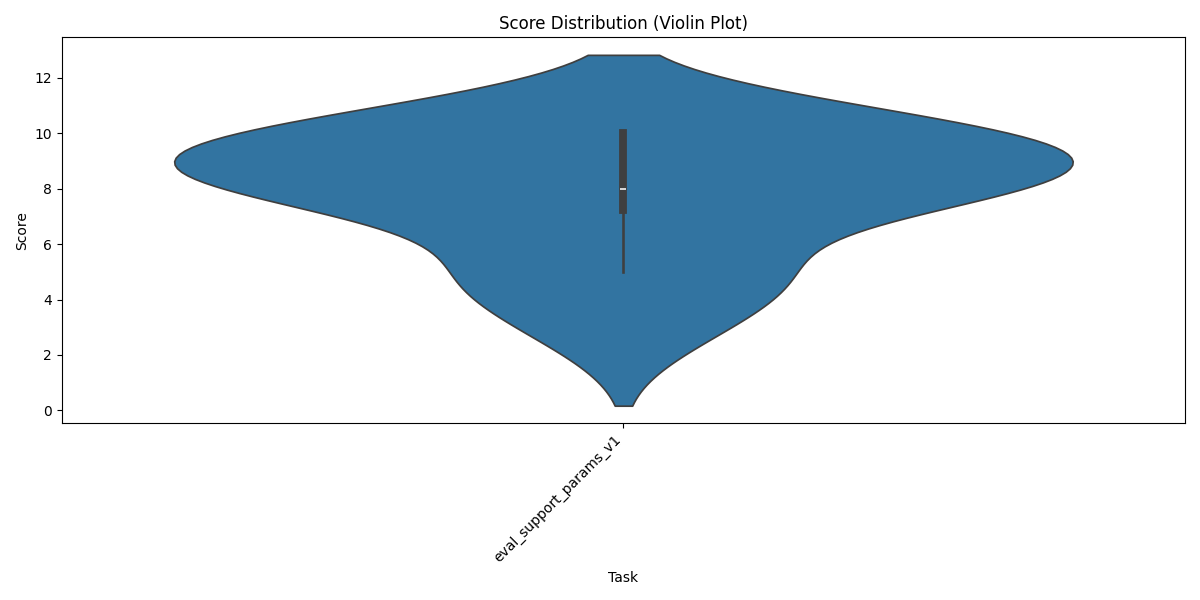 Score Distribution (Violin Plot)
12
10
8
6
4
2
0
Score
eval_support_params_v1
Task